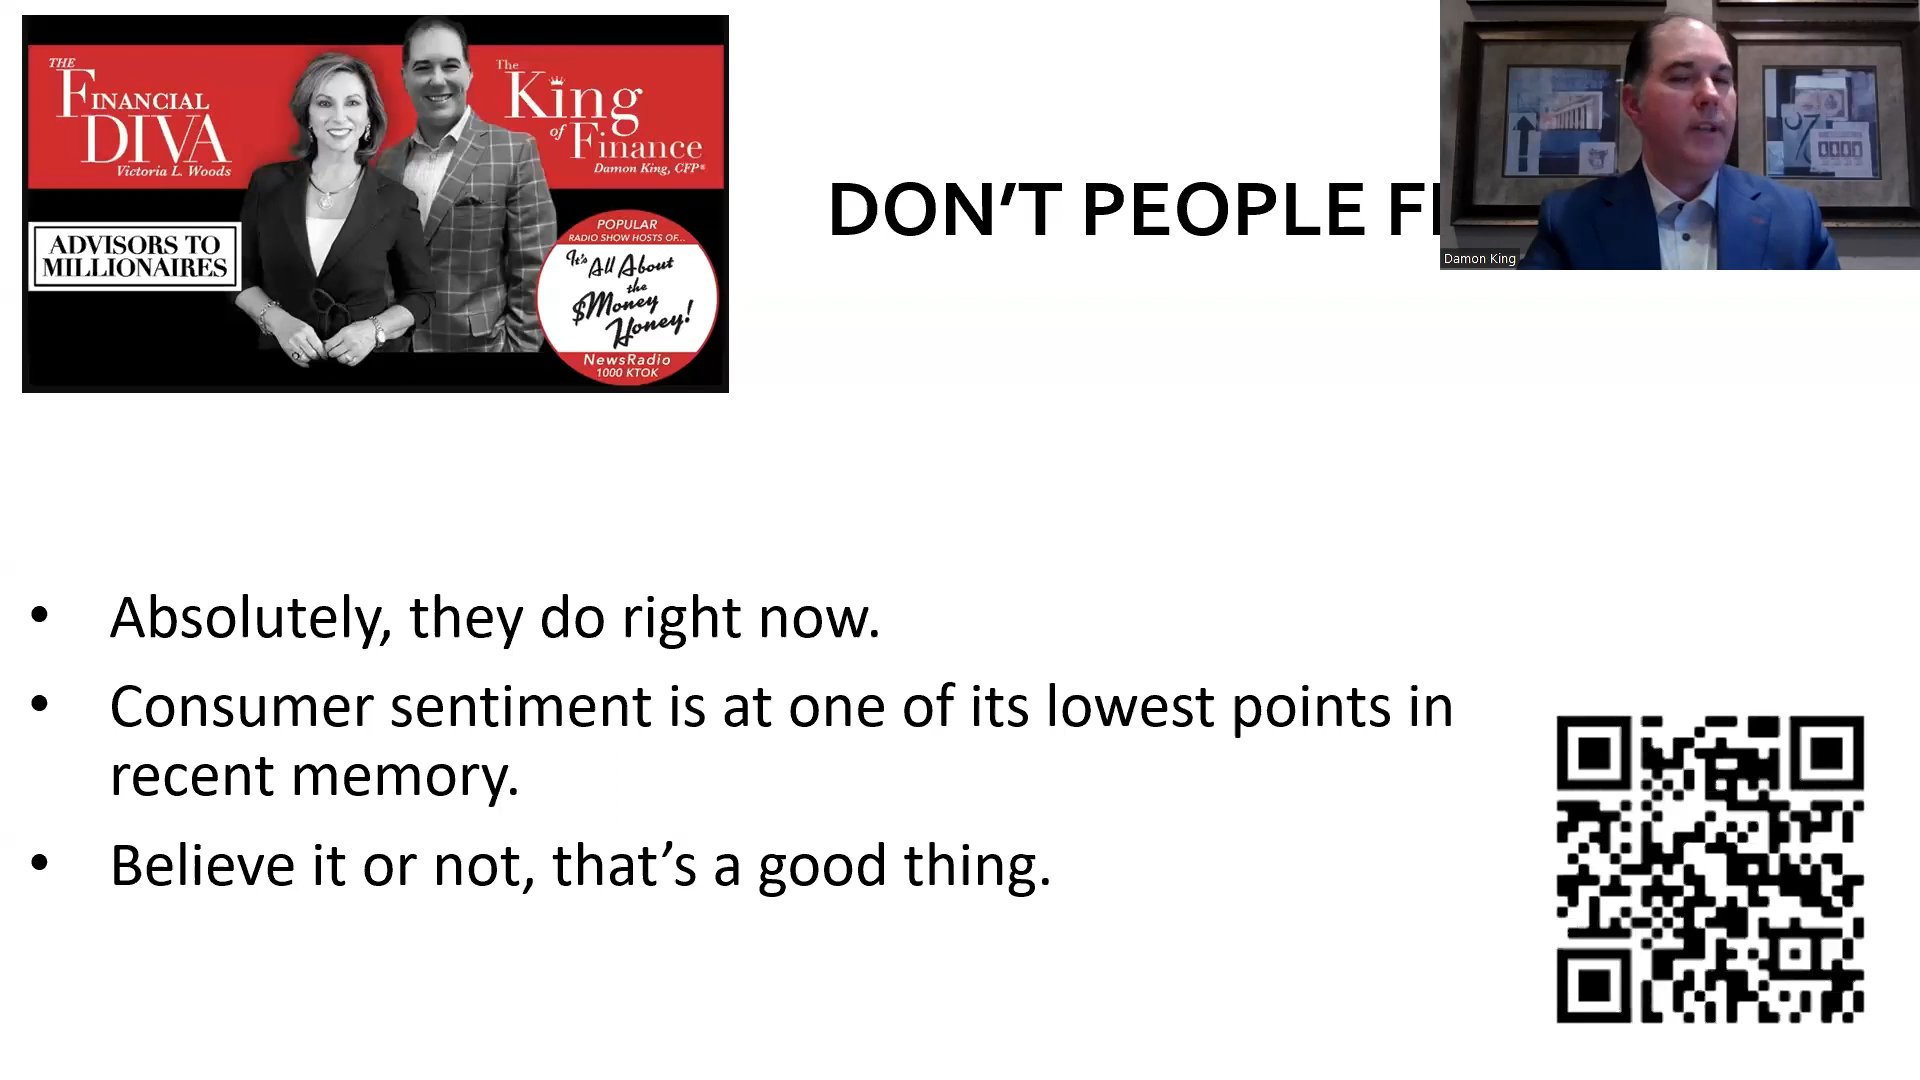 THE
FINANCIAL
DIVA
Victoria L. Woods
The
King
of Finance
Damon King, CFP®
ADVISORS TO
MILLIONAIRES
POPULAR
RADIO SHOW HOSTS OF...
It's All About
the
$Money
Honey!
NewsRadio
1000 KTOK
DON'T PEOPLE
Damon King
• Absolutely, they do right now.
• Consumer sentiment is at one of its lowest points in
recent memory.
• Believe it or not, that's a good thing.